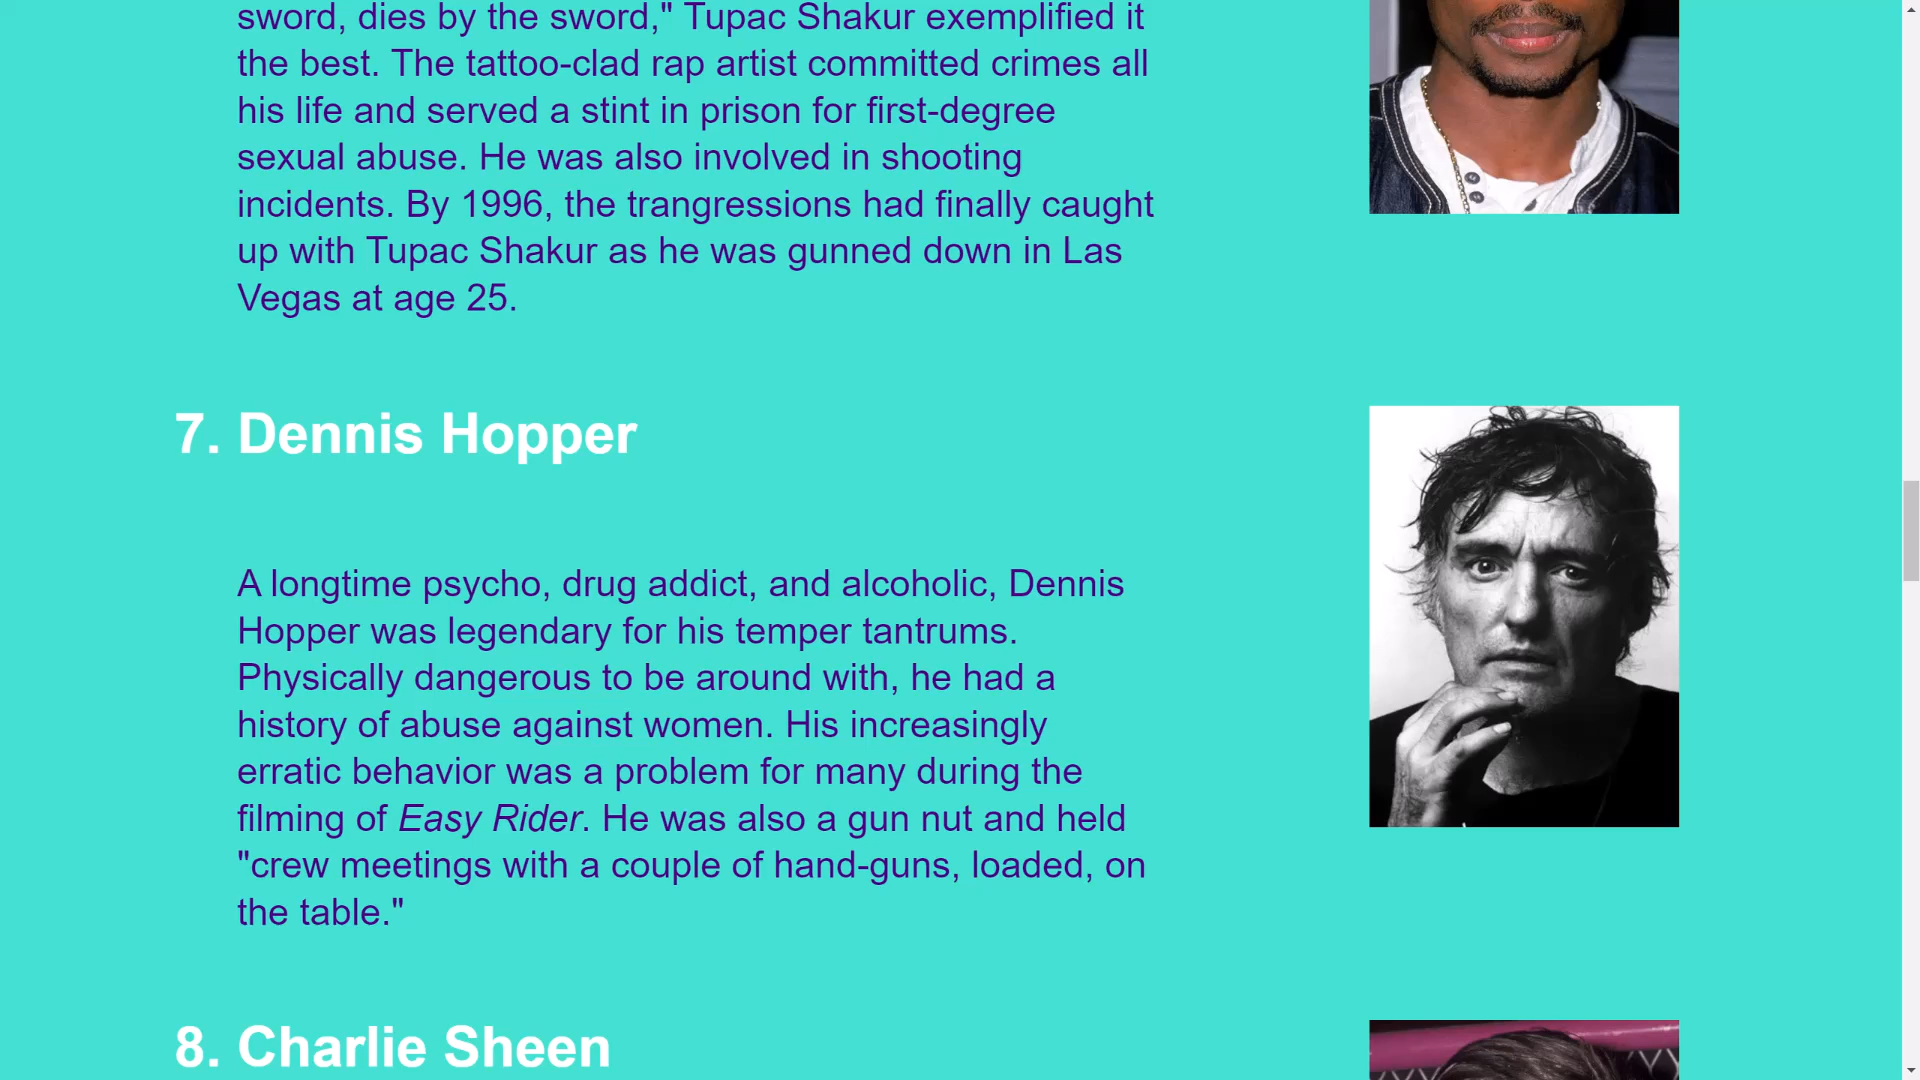 sword, dies by the sword," Tupac Shakur exemplified it
the best. The tattoo-clad rap artist committed crimes all
his life and served a stint in prison for first-degree
sexual abuse. He was also involved in shooting
incidents. By 1996, the trangressions had finally caught
up with Tupac Shakur as he was gunned down in Las
Vegas at age 25.
7. Dennis Hopper
A longtime psycho, drug addict, and alcoholic, Dennis
Hopper was legendary for his temper tantrums.
Physically dangerous to be around with, he had a
history of abuse against women. His increasingly
erratic behavior was a problem for many during the
filming of Easy Rider. He was also a gun nut and held
"crew meetings with a couple of hand-guns, loaded, on
the table."
8. Charlie Sheen